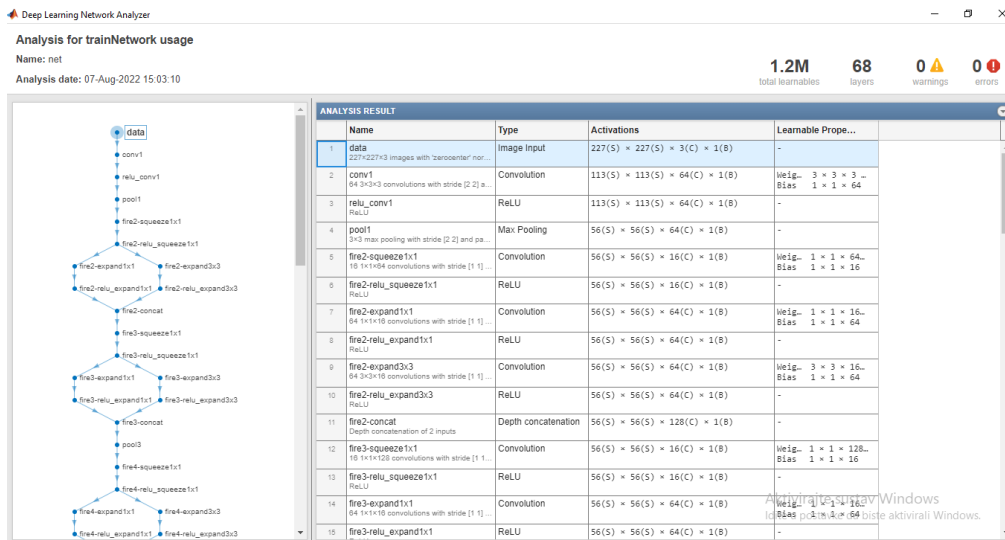 Deep Learning Network Analyzer
Analysis for trainNetwork usage
Name: net
Analysis date: 07-Aug-2022 15:03:10
1.2M
total learnables
68
layers
0
warnings
0
errors
data
conv1
relu_conv1
pool1
fire2-squeeze1x1
fire2-relu_squeeze1x1
fire2-expand1x1 fire2-expand3x3
fire2-relu_expand1x1 fire2-relu_expand3x3
fire2-concat
fire3-squeeze1x1
fire3-relu_squeeze1x1
fire3-expand1x1 fire3-expand3x3
fire3-relu_expand1x1 fire3-relu_expand3x3
fire3-concat
pool3
fire4-squeeze1x1
fire4-relu_squeeze1x1
fire4-expand1x1 fire4-expand3x3
fire4-relu_expand1x1 fire4-relu_expand3x3
ANALYSIS RESULT
Name Type Activations Learnable Prope...
1 data Image Input 227(S) × 227(S) × 3(C) × 1(B) -
227×227×3 images with 'zerocenter' nor...
2 conv1 Convolution 113(S) × 113(S) × 64(C) × 1(B) Weig… 3 × 3 × 3 …
64 3×3×3 convolutions with stride [2 2] a... Bias 1 × 1 × 64
3 relu_conv1 ReLU 113(S) × 113(S) × 64(C) × 1(B) -
ReLU
4 pool1 Max Pooling 56(S) × 56(S) × 64(C) × 1(B) -
3×3 max pooling with stride [2 2] and pa...
5 fire2-squeeze1x1 Convolution 56(S) × 56(S) × 16(C) × 1(B) Weig… 1 × 1 × 64…
16 1×1×64 convolutions with stride [1 1] ... Bias 1 × 1 × 16
6 fire2-relu_squeeze1x1 ReLU 56(S) × 56(S) × 16(C) × 1(B) -
ReLU
7 fire2-expand1x1 Convolution 56(S) × 56(S) × 64(C) × 1(B) Weig… 1 × 1 × 16…
64 1×1×16 convolutions with stride [1 1] ... Bias 1 × 1 × 64
8 fire2-relu_expand1x1 ReLU 56(S) × 56(S) × 64(C) × 1(B) -
ReLU
9 fire2-expand3x3 Convolution 56(S) × 56(S) × 64(C) × 1(B) Weig… 3 × 3 × 16…
64 3×3×16 convolutions with stride [1 1] ... Bias 1 × 1 × 64
10 fire2-relu_expand3x3 ReLU 56(S) × 56(S) × 64(C) × 1(B) -
ReLU
11 fire2-concat Depth concatenation 56(S) × 56(S) × 128(C) × 1(B) -
Depth concatenation of 2 inputs
12 fire3-squeeze1x1 Convolution 56(S) × 56(S) × 16(C) × 1(B) Weig… 1 × 1 × 128…
16 1×1×128 convolutions with stride [1 1... Bias 1 × 1 × 16
13 fire3-relu_squeeze1x1 ReLU 56(S) × 56(S) × 16(C) × 1(B) -
ReLU
14 fire3-expand1x1 Convolution 56(S) × 56(S) × 64(C) × 1(B) Weig… 1 × 1 × 16…
64 1×1×16 convolutions with stride [1 1] ... Bias 1 × 1 × 64
15 fire3-relu_expand1x1 ReLU 56(S) × 56(S) × 64(C) × 1(B) -
Aktivirajte sustav Windows
biste aktivirali Windows.